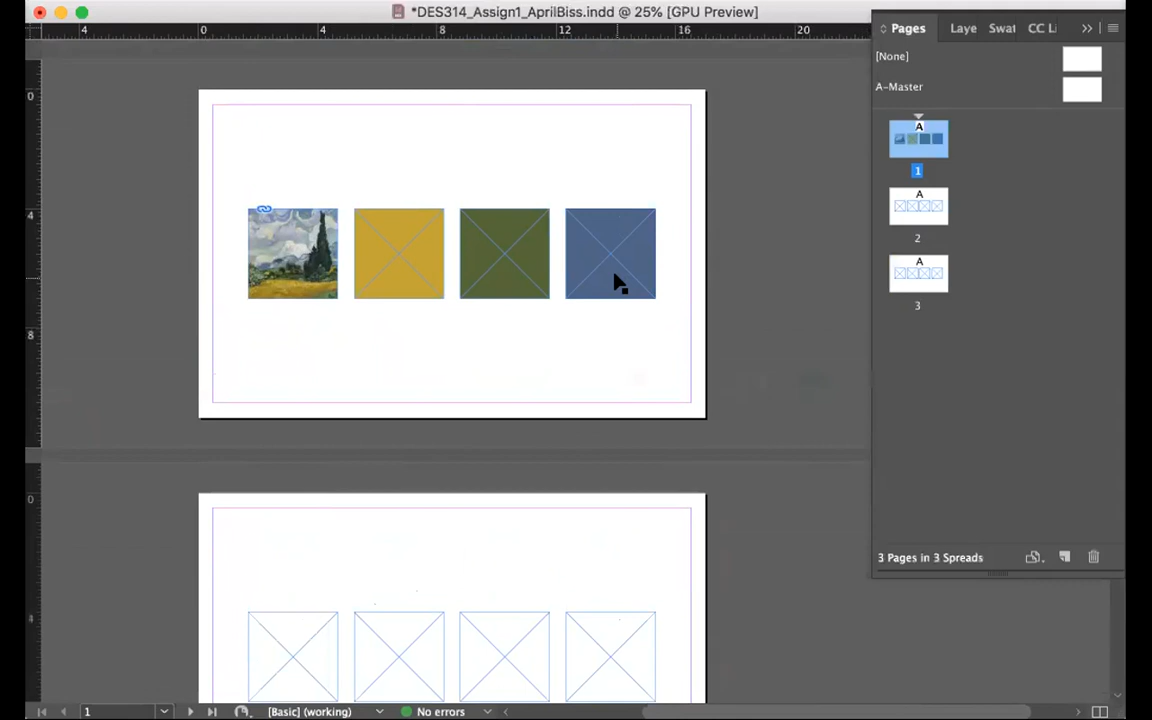 *DES314_Assign1_AprilBiss.indd @ 25% [GPU Preview]
4 0 4 8 12 16 20
Pages Laye Swat CC Li
[None]
A-Master
A
1
A
2
A
3
0
4
8
0
4
3 Pages in 3 Spreads
1 [Basic] (working) No errors